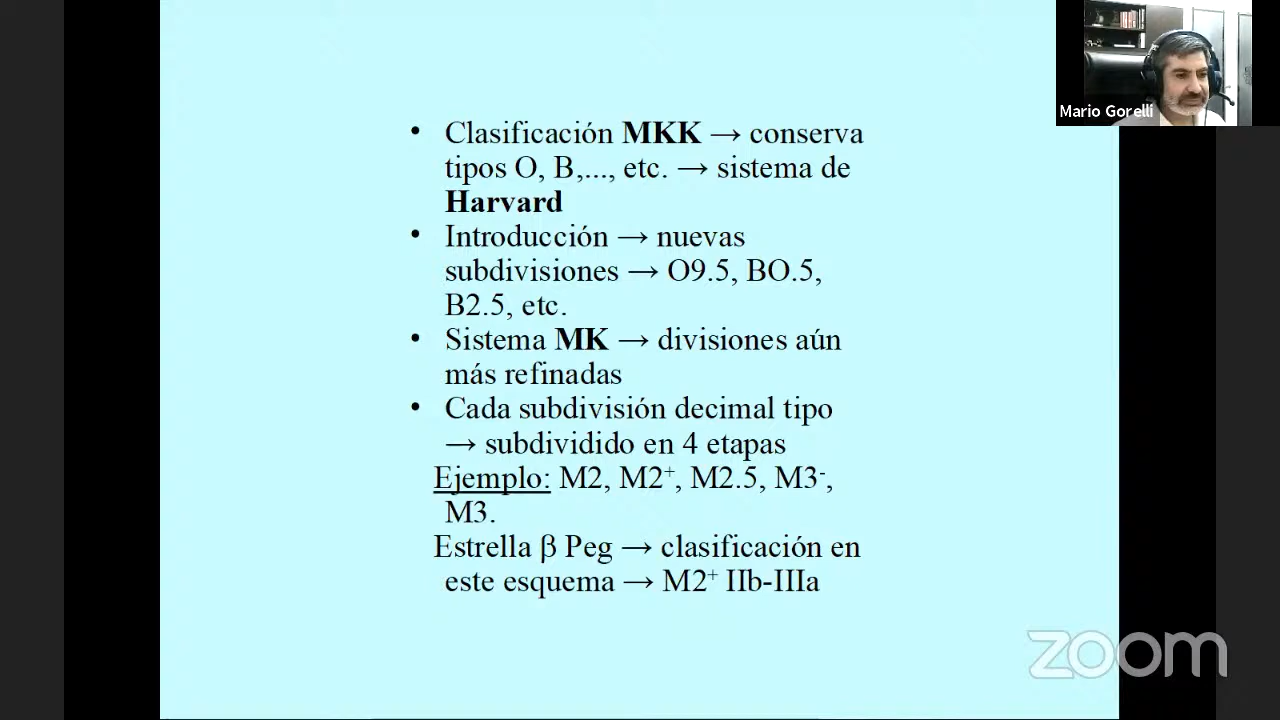 • Clasificación MKK → conserva
tipos O, B,..., etc. → sistema de
Harvard
• Introducción → nuevas
subdivisiones → O9.5, BO.5,
B2.5, etc.
• Sistema MK → divisiones aún
más refinadas
• Cada subdivisión decimal tipo
→ subdividido en 4 etapas
Ejemplo: M2, M2⁺, M2.5, M3⁻,
M3.
Estrella β Peg → clasificación en
este esquema → M2⁺ IIb-IIIa
Mario Gorelli
zoom